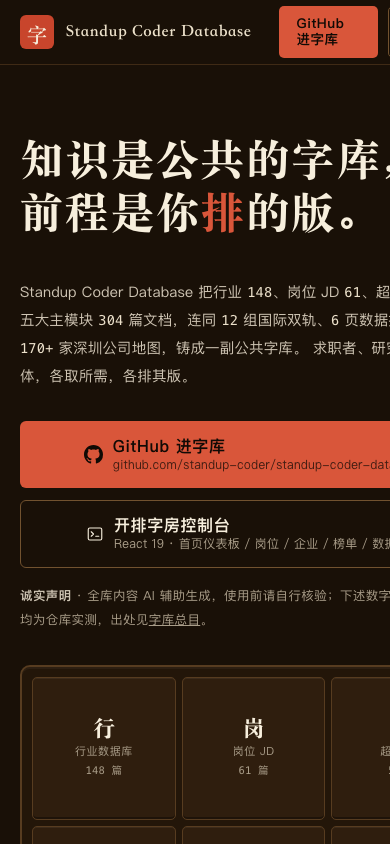 字
Standup Coder Database
GitHub
进字库
知识是公共的字库，
前程是你排的版。
Standup Coder Database 把行业 148、岗位 JD 61、超
五大主模块 304 篇文档，连同 12 组国际双轨、6 页数据
170+ 家深圳公司地图，铸成一副公共字库。 求职者、研
体，各取所需，各排其版。
GitHub 进字库
github.com/standup-coder/standup-coder-dat
开排字房控制台
React 19 · 首页仪表板 / 岗位 / 企业 / 榜单 / 数
诚实声明 · 全库内容 AI 辅助生成，使用前请自行核验；下述数字
均为仓库实测，出处见字库总目。
行
行业数据库
148 篇
岗
岗位 JD
61 篇